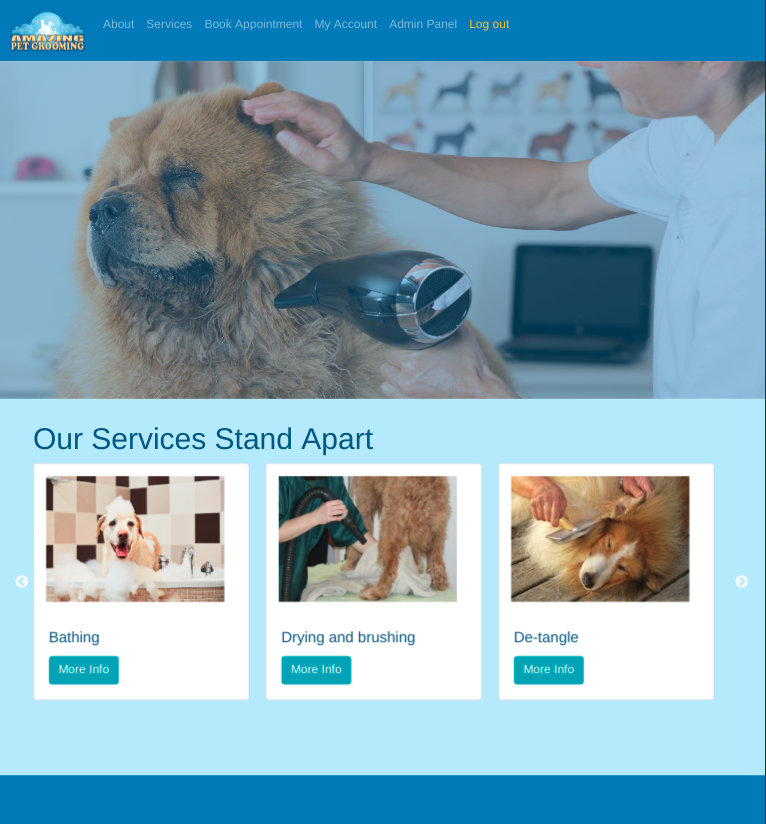 AMAZING
PET GROOMING
About Services Book Appointment My Account Admin Panel Log out
Our Services Stand Apart
Bathing
More Info
Drying and brushing
More Info
De-tangle
More Info